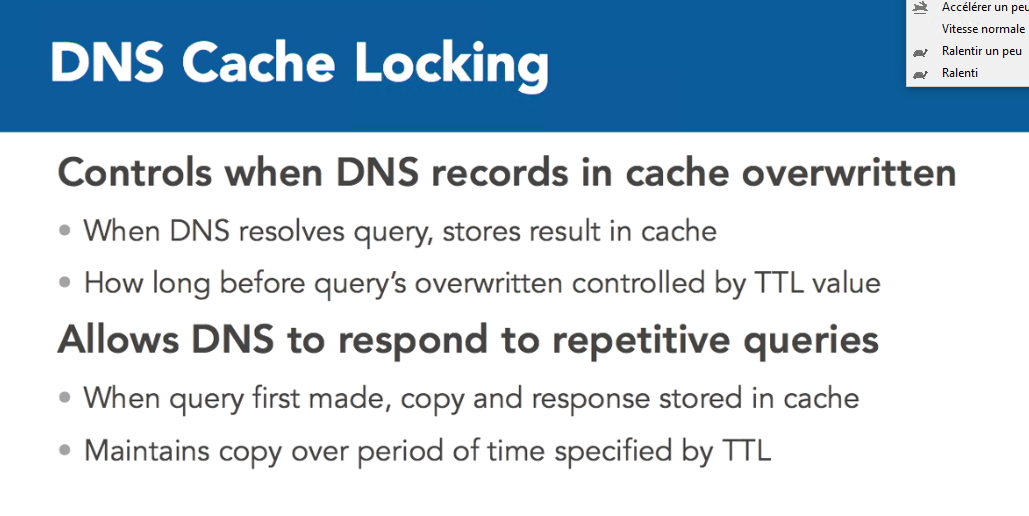 Accélérer un peu
Vitesse normale
Ralentir un peu
Ralenti
DNS Cache Locking
Controls when DNS records in cache overwritten
When DNS resolves query, stores result in cache
How long before query's overwritten controlled by TTL value
Allows DNS to respond to repetitive queries
When query first made, copy and response stored in cache
Maintains copy over period of time specified by TTL